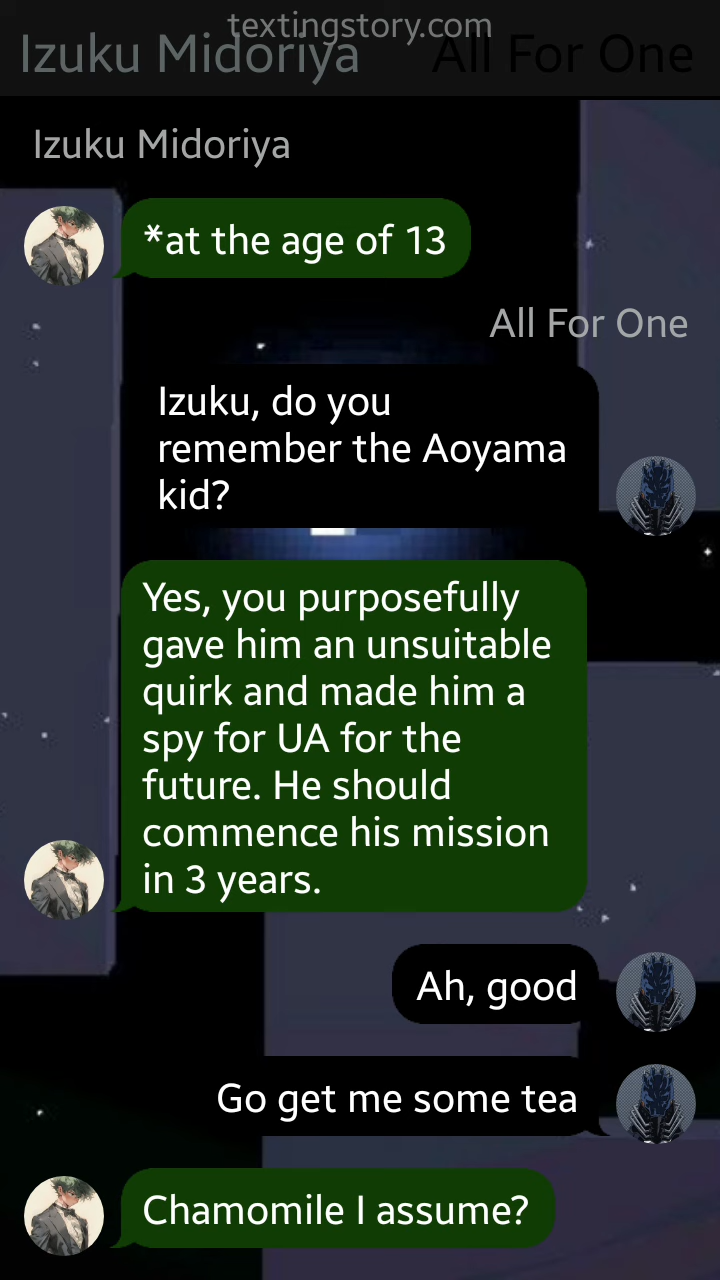 textingstory.com
Izuku Midoriya All For One
Izuku Midoriya
*at the age of 13
All For One
Izuku, do you
remember the Aoyama
kid?
Yes, you purposefully
gave him an unsuitable
quirk and made him a
spy for UA for the
future. He should
commence his mission
in 3 years.
Ah, good
Go get me some tea
Chamomile I assume?